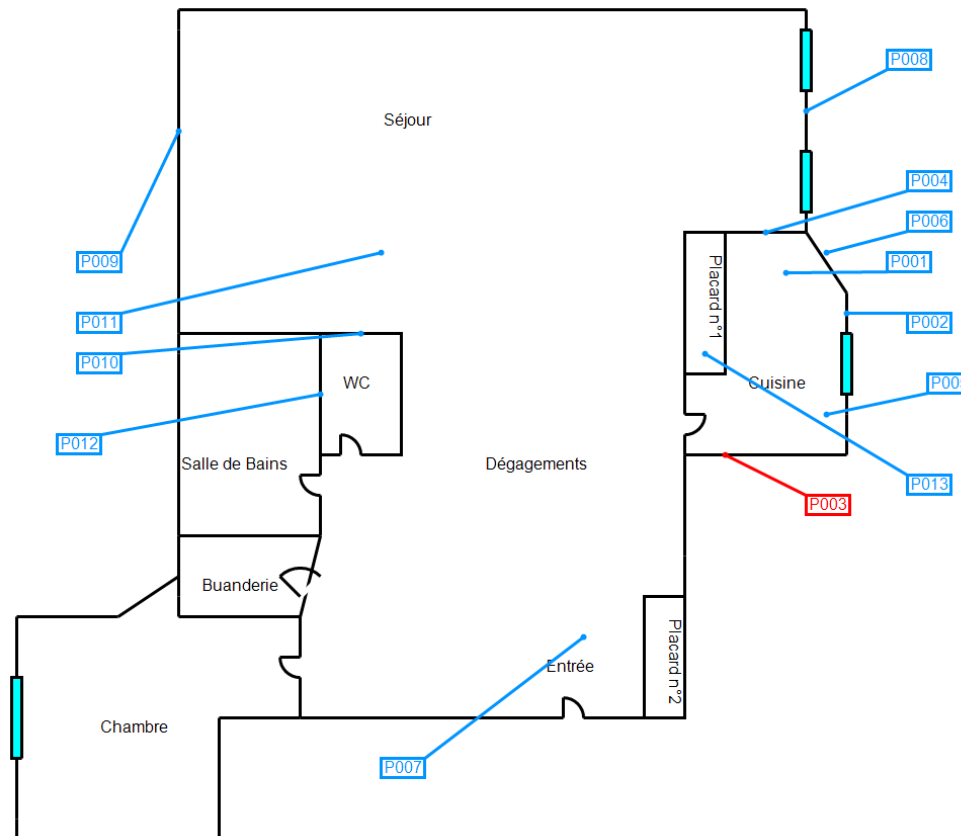 P008
Séjour
P004
P006
P009
P001
Placard n°1
P011
P002
P010
WC
Cuisine
P012
Salle de Bains
Dégagements
P013
P003
Buanderie
Placard n°2
Entrée
Chambre
P007